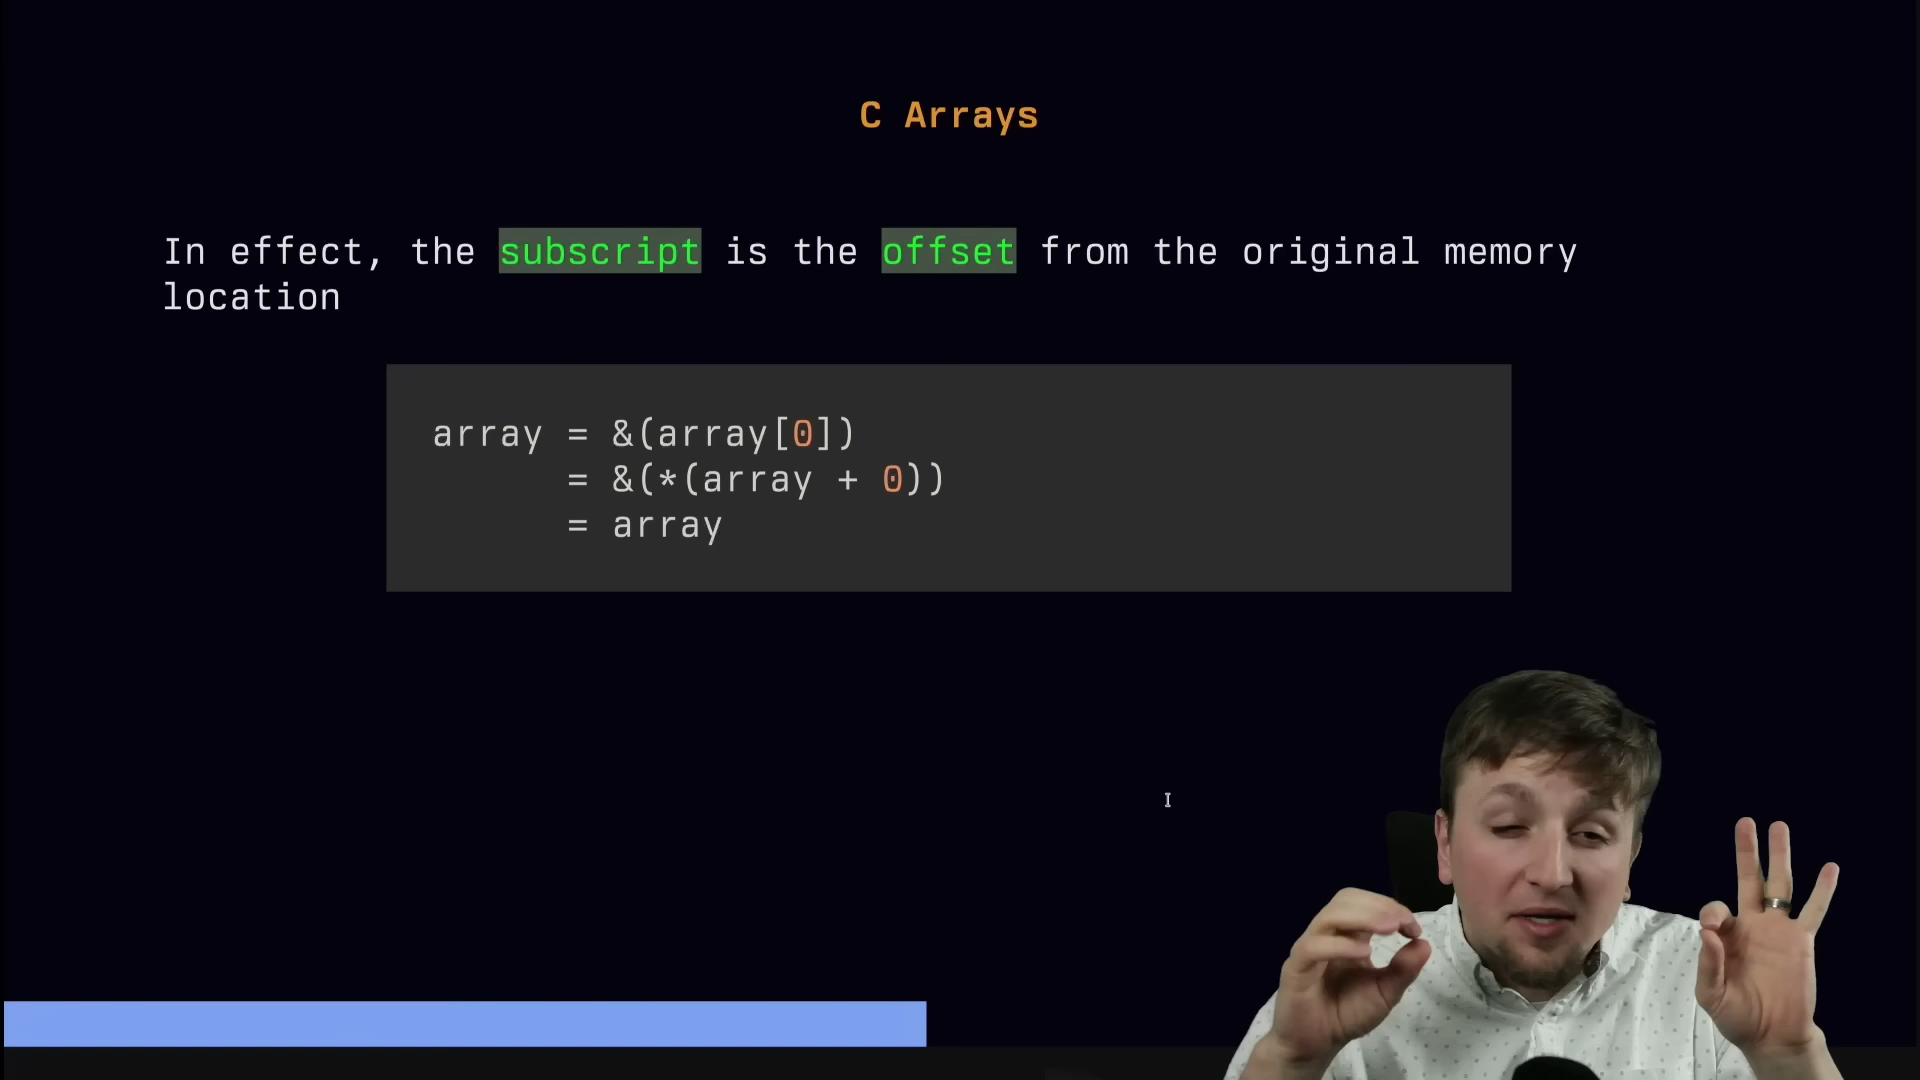 C Arrays
In effect, the subscript is the offset from the original memory
location
array = &(array[0])
= &(*(array + 0))
= array